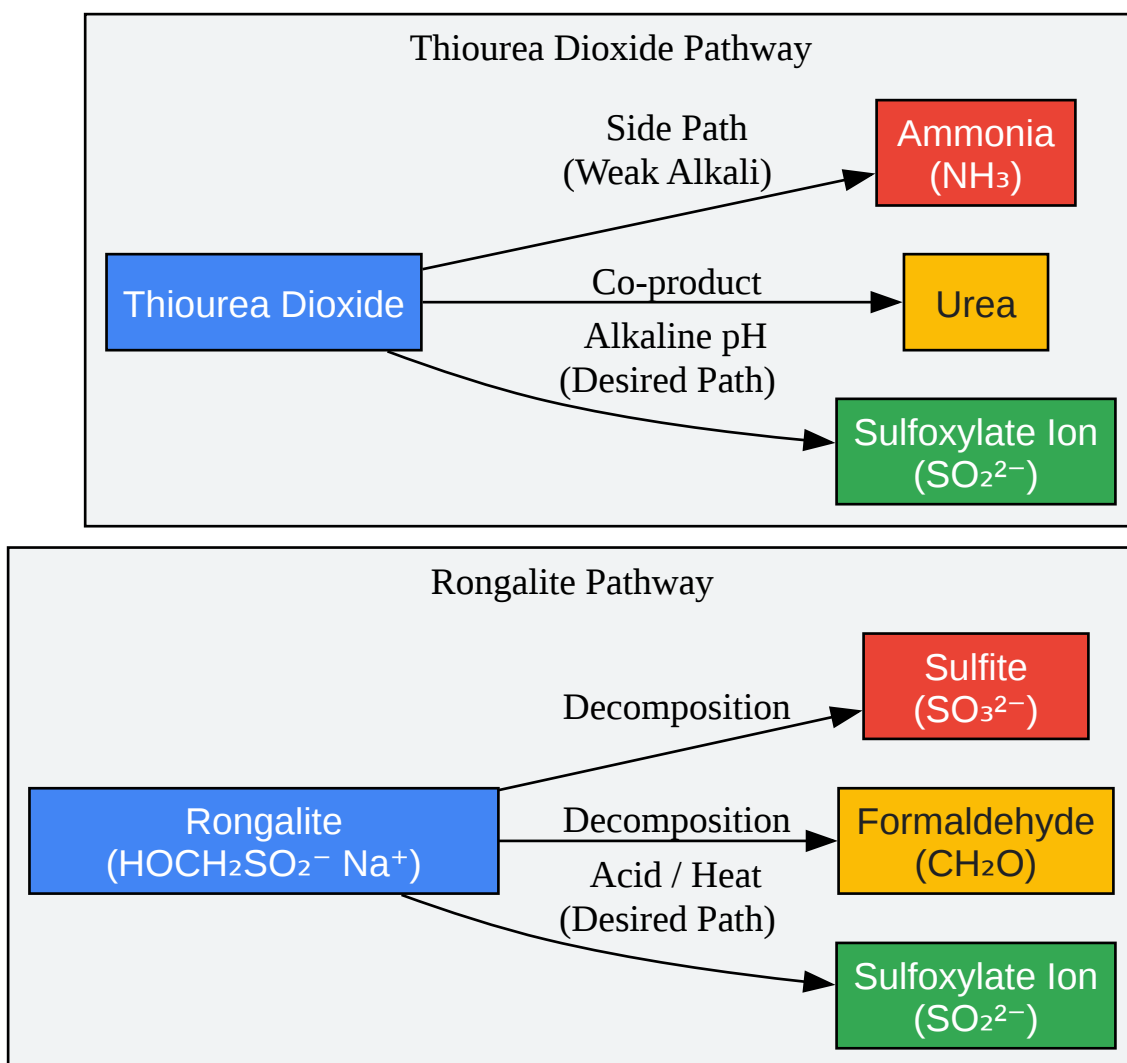 Thiourea Dioxide Pathway
Side Path
(Weak Alkali)
Ammonia
(NH₃)
Thiourea Dioxide
Co-product
Urea
Alkaline pH
(Desired Path)
Sulfoxylate Ion
(SO₂²⁻)
Rongalite Pathway
Decomposition
Sulfite
(SO₃²⁻)
Rongalite
(HOCH₂SO₂⁻ Na⁺)
Decomposition
Formaldehyde
(CH₂O)
Acid / Heat
(Desired Path)
Sulfoxylate Ion
(SO₂²⁻)